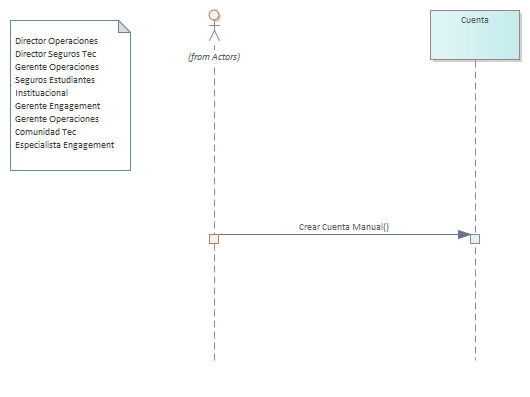 Director Operaciones
Director Seguros Tec
Gerente Operaciones
Seguros Estudiantes
Instituacional
Gerente Engagement
Gerente Operaciones
Comunidad Tec
Especialista Engagement
(from Actors)
Cuenta
Crear Cuenta Manual()